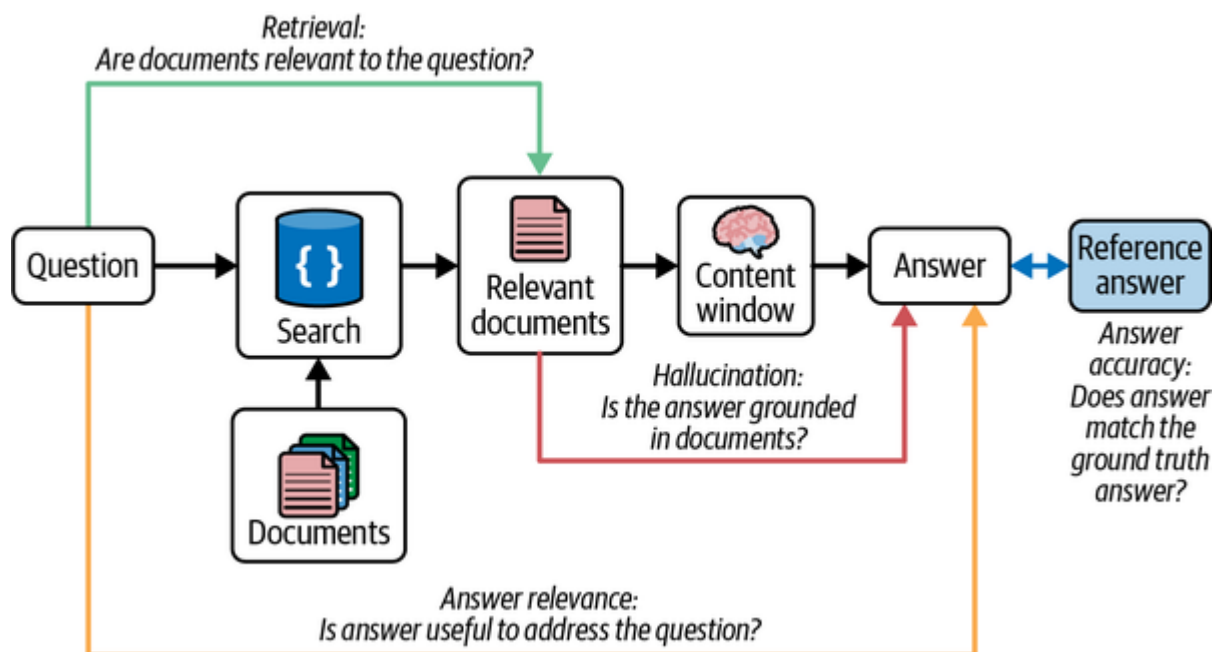 Retrieval:
Are documents relevant to the question?
Question
{ }
Search
Relevant
documents
Content
window
Answer
Reference
answer
Documents
Hallucination:
Is the answer grounded
in documents?
Answer
accuracy:
Does answer
match the
ground truth
answer?
Answer relevance:
Is answer useful to address the question?